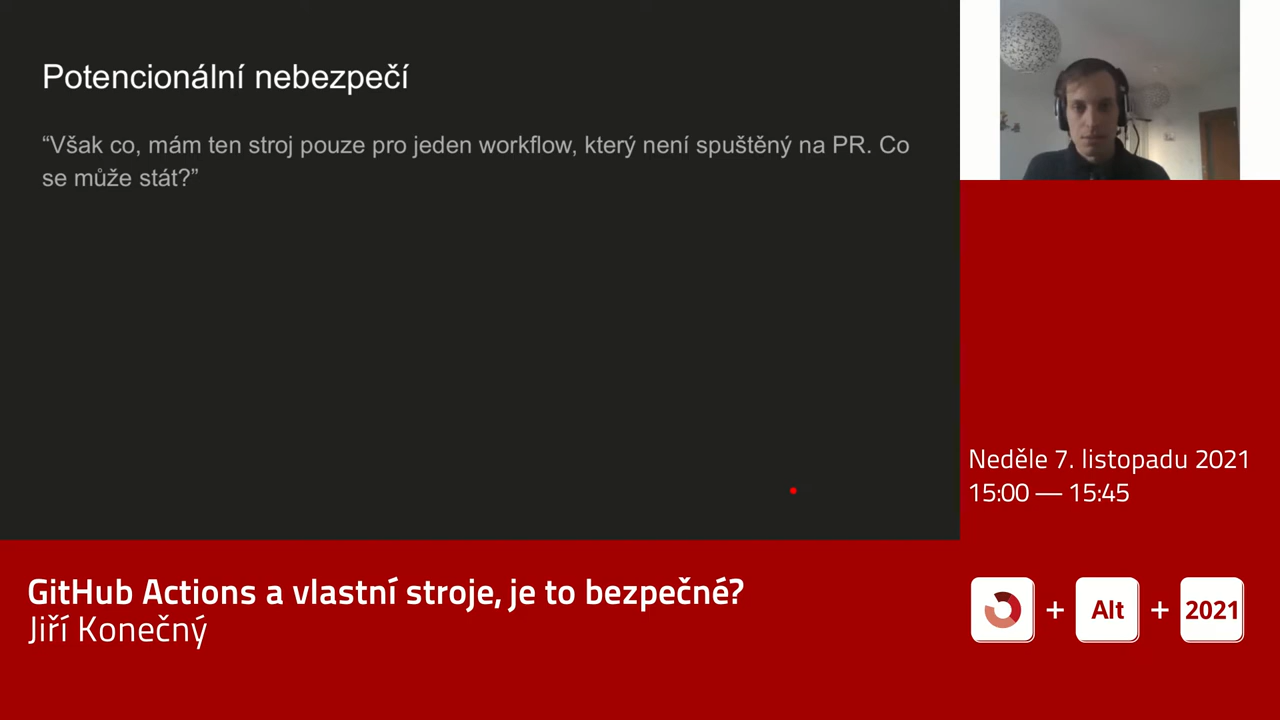 Potencionální nebezpečí
“Však co, mám ten stroj pouze pro jeden workflow, který není spuštěný na PR. Co
se může stát?”
Neděle 7. listopadu 2021
15:00 — 15:45
GitHub Actions a vlastní stroje, je to bezpečné?
Jiří Konečný
+ Alt + 2021